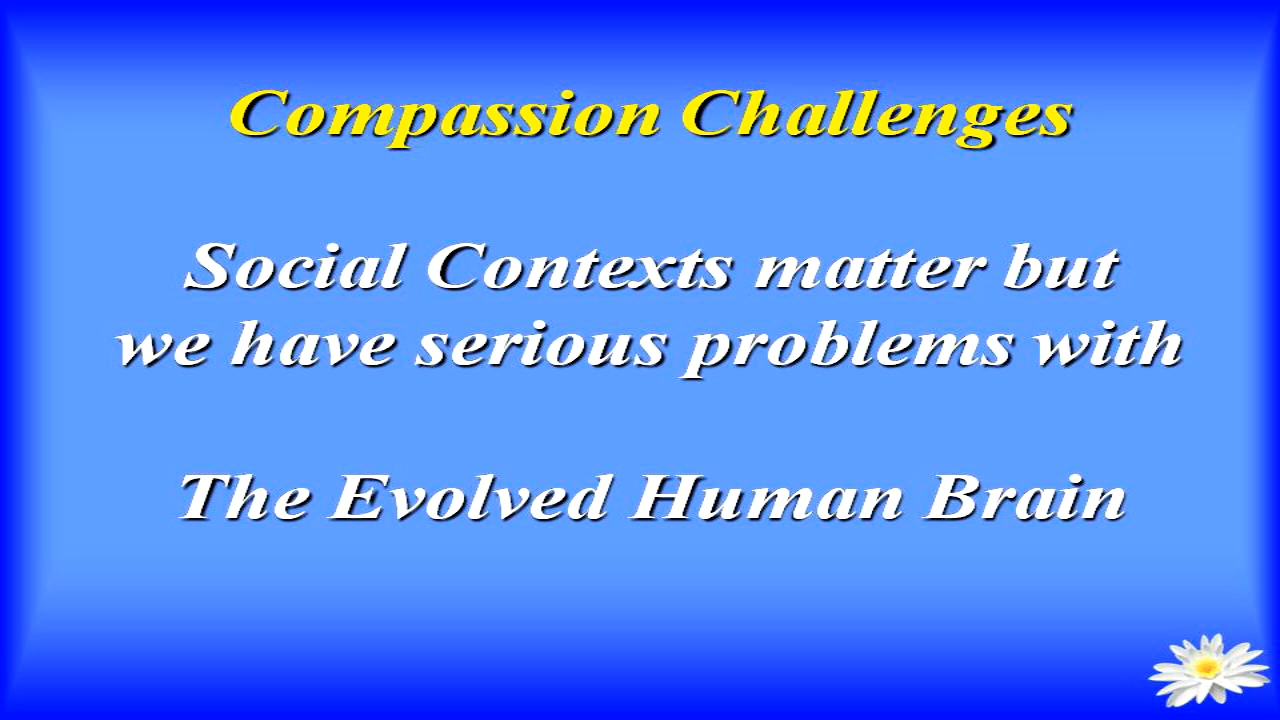 Compassion Challenges
Social Contexts matter but
we have serious problems with
The Evolved Human Brain